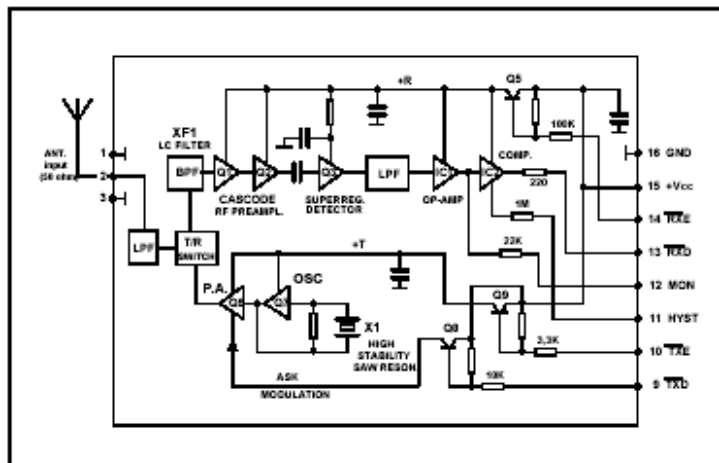 +R
Q5
XF1
LC FILTER
100K
ANT.
input
(50 ohm)
1
2
3
BPF
Q1
Q2
Q3
LPF
IC1
COMP.
220
16 GND
15 +Vcc
CASCODE
RF PREAMPL.
SUPERREG.
DETECTOR
OP-AMP
1M
14 RXE
LPF
T/R
SWITCH
+T
22K
13 RXD
P.A.
OSC
12 MON
Q7
Q9
11 HYST
X1
Q8
HIGH
STABILITY
SAW RESON.
3,3K
10 TXE
ASK
MODULATION
10K
9 TXD